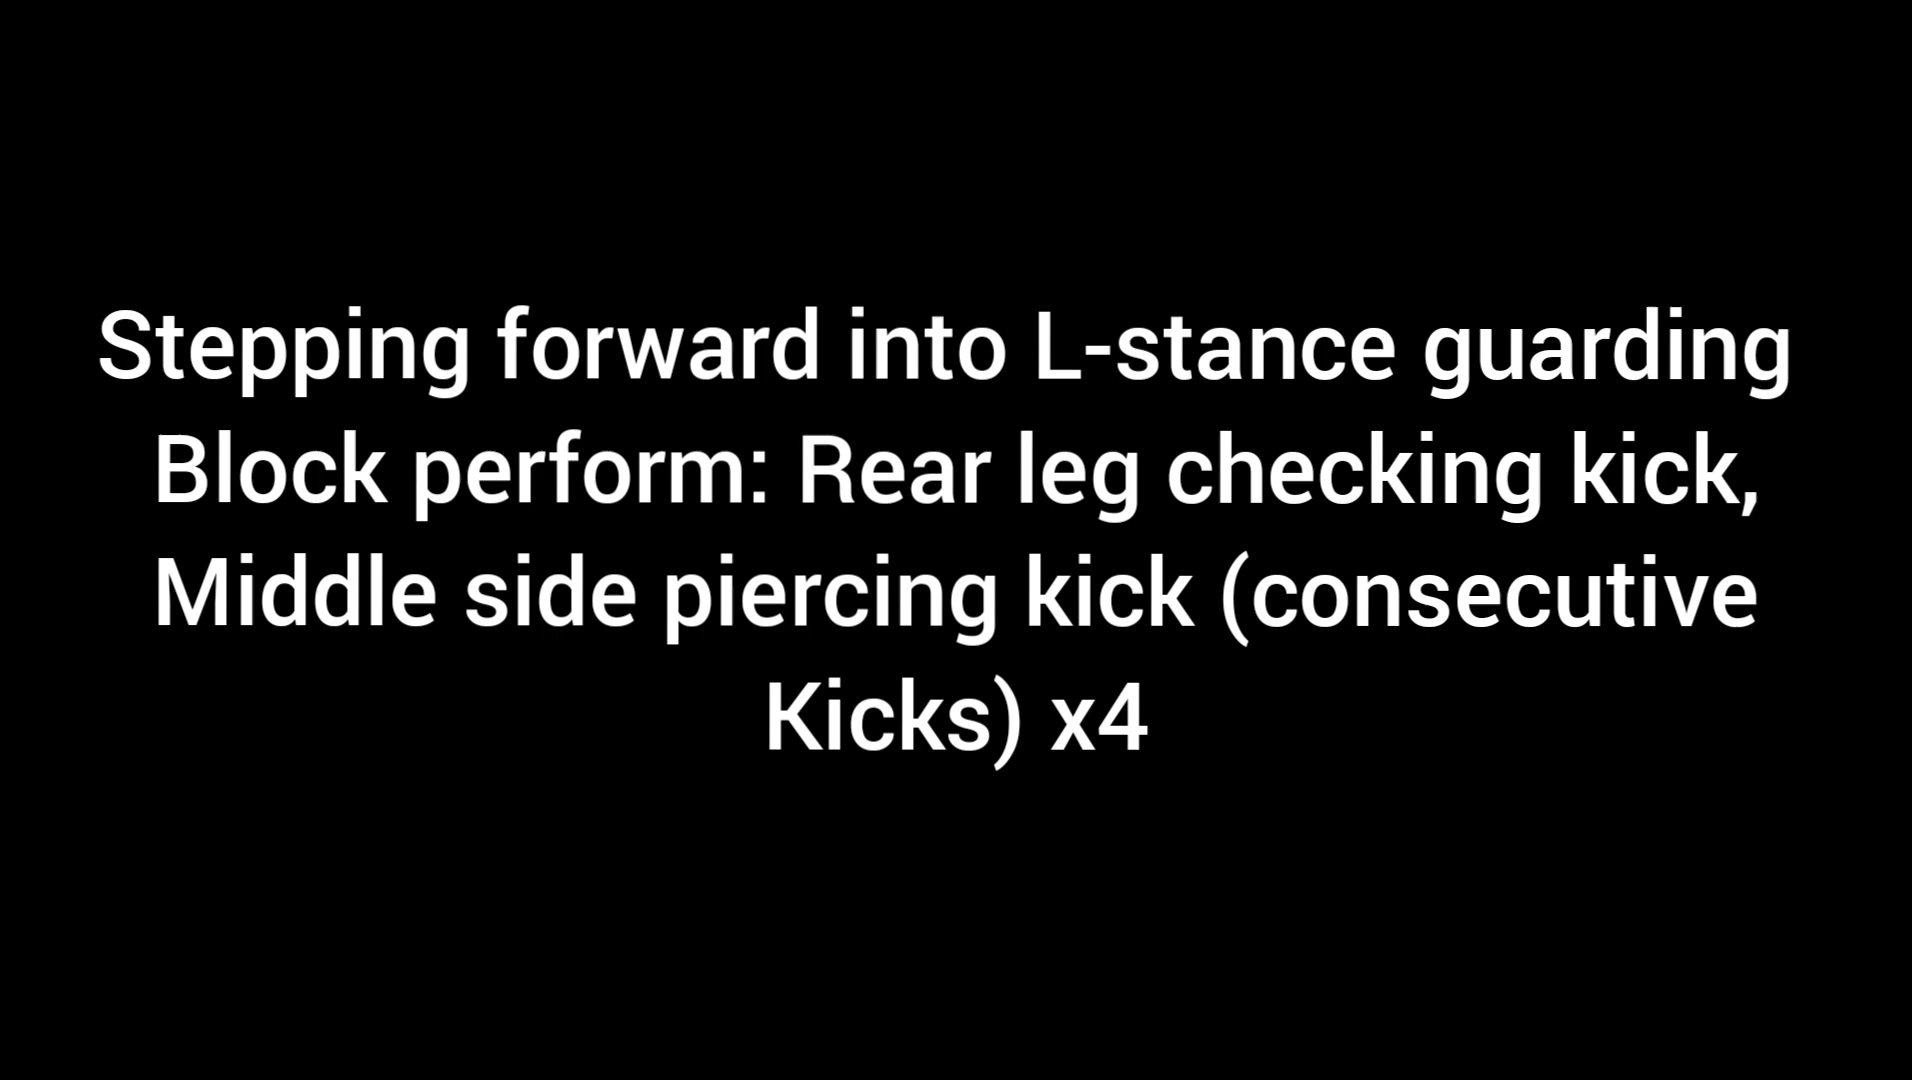 Stepping forward into L-stance guarding
Block perform: Rear leg checking kick,
Middle side piercing kick (consecutive
Kicks) x4